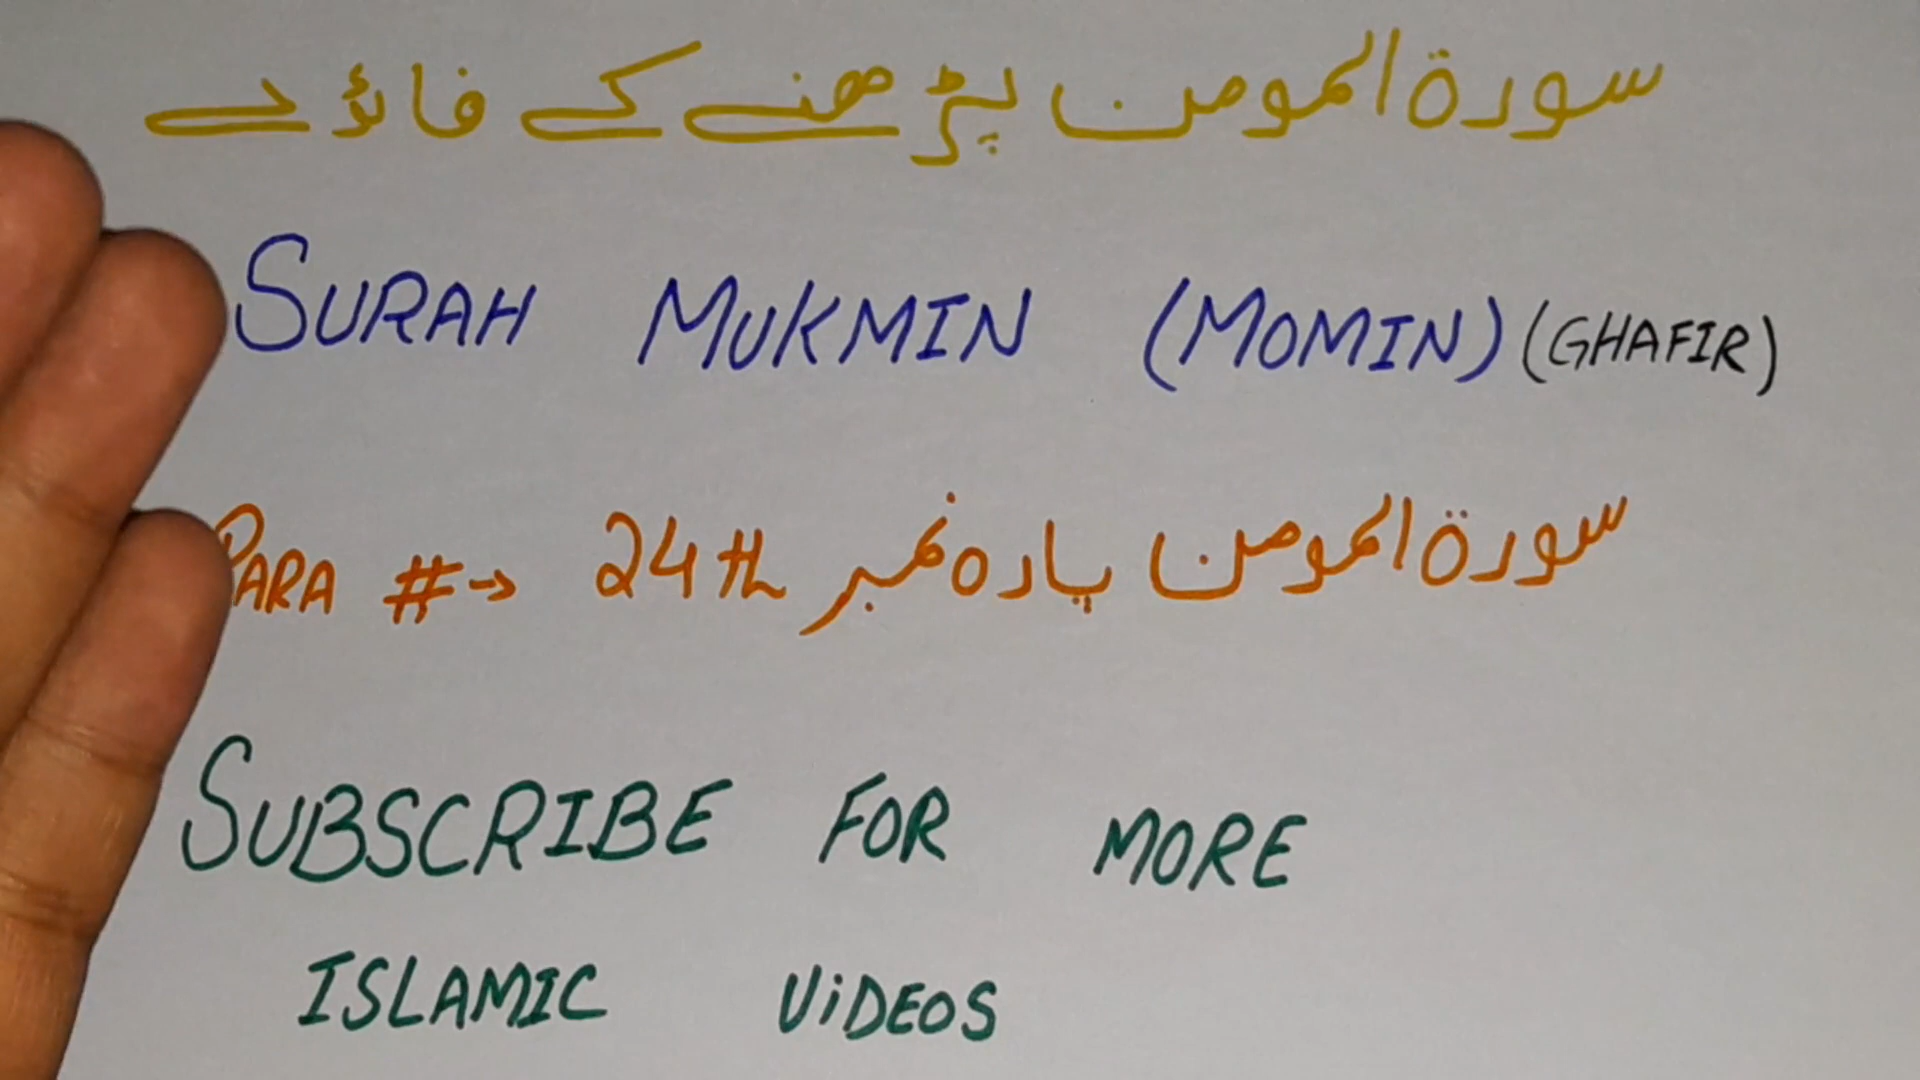 سورۃ المومن پڑھنے کے فائدے
SURAH MUKMIN (MOMIN) (GHAFIR)
PARA #→ 24th سورۃ المومن پارہ نمبر
SUBSCRIBE FOR MORE
ISLAMIC ViDEOS